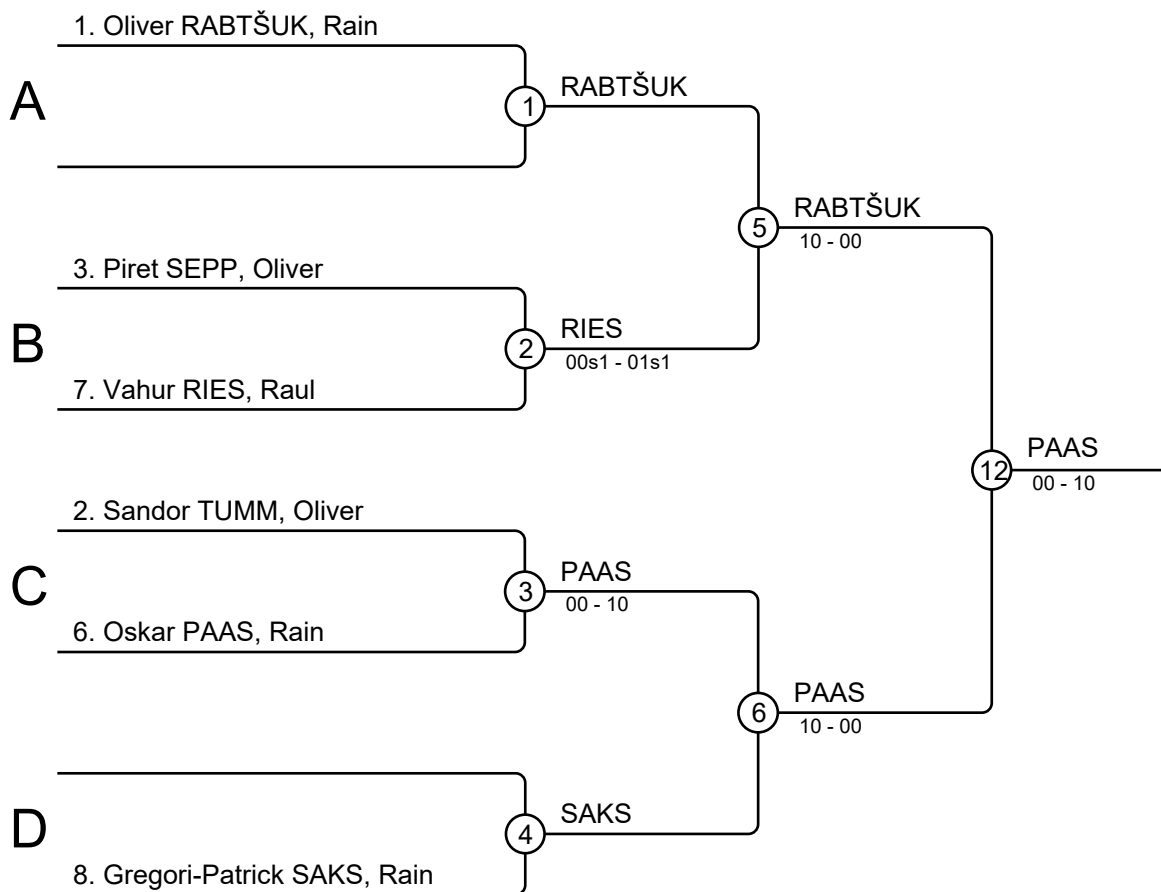 1. Oliver RABTŠUK, Rain
A
1
RABTŠUK
5
RABTŠUK
10 - 00
3. Piret SEPP, Oliver
B
2
RIES
00s1 - 01s1
7. Vahur RIES, Raul
12
PAAS
00 - 10
2. Sandor TUMM, Oliver
C
3
PAAS
00 - 10
6. Oskar PAAS, Rain
6
PAAS
10 - 00
D
4
SAKS
8. Gregori-Patrick SAKS, Rain